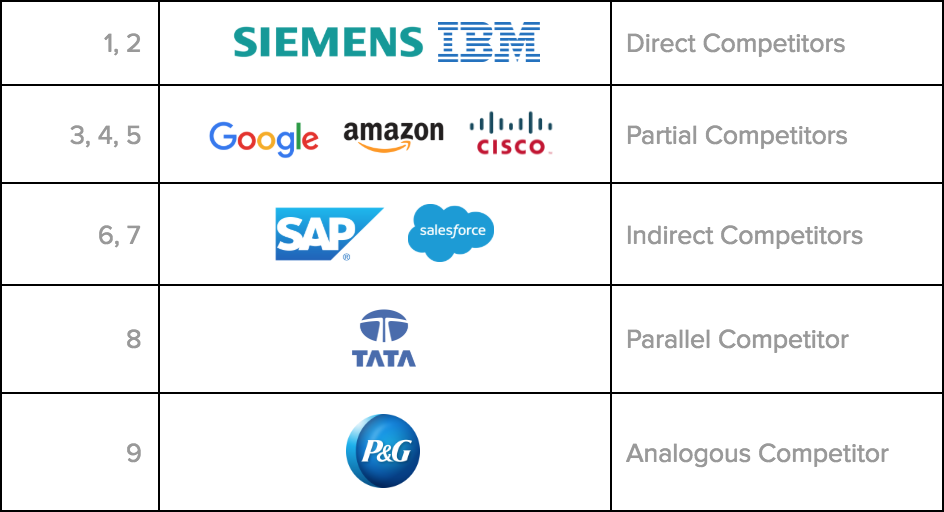 1, 2 SIEMENS IBM Direct Competitors
3, 4, 5 Google amazon CISCO™ Partial Competitors
6, 7 SAP® salesforce Indirect Competitors
8 TATA Parallel Competitor
9 P&G Analogous Competitor